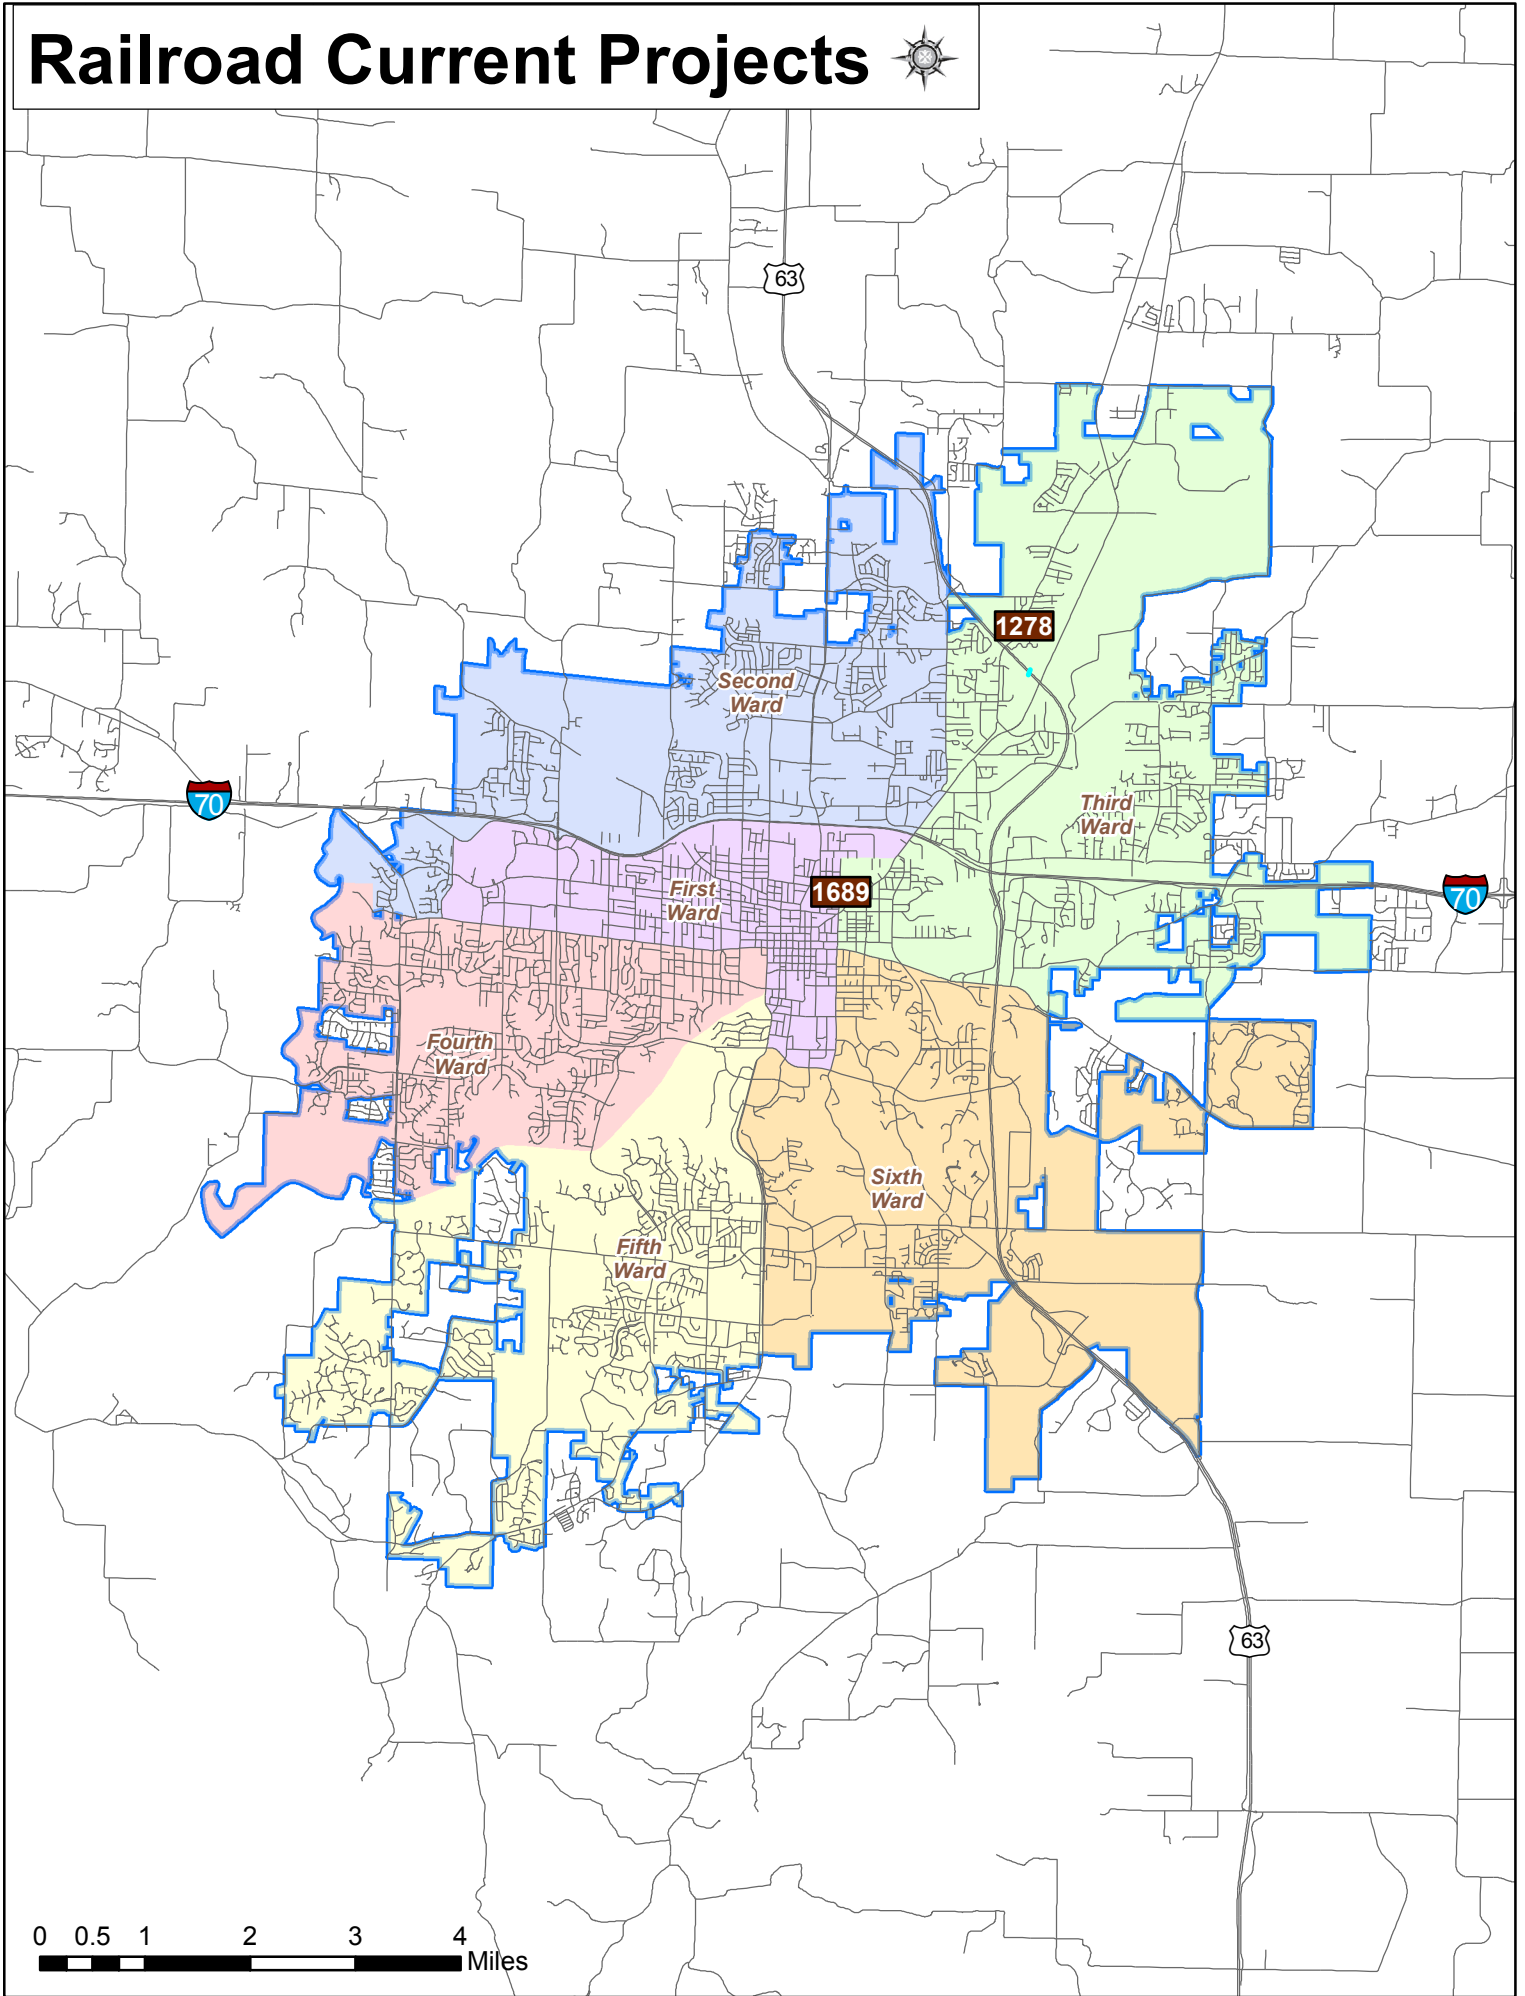 Railroad Current Projects
63
1278
Second
Ward
70
Third
Ward
First
Ward
1689
70
Fourth
Ward
Sixth
Ward
Fifth
Ward
63
0 0.5 1 2 3 4
Miles